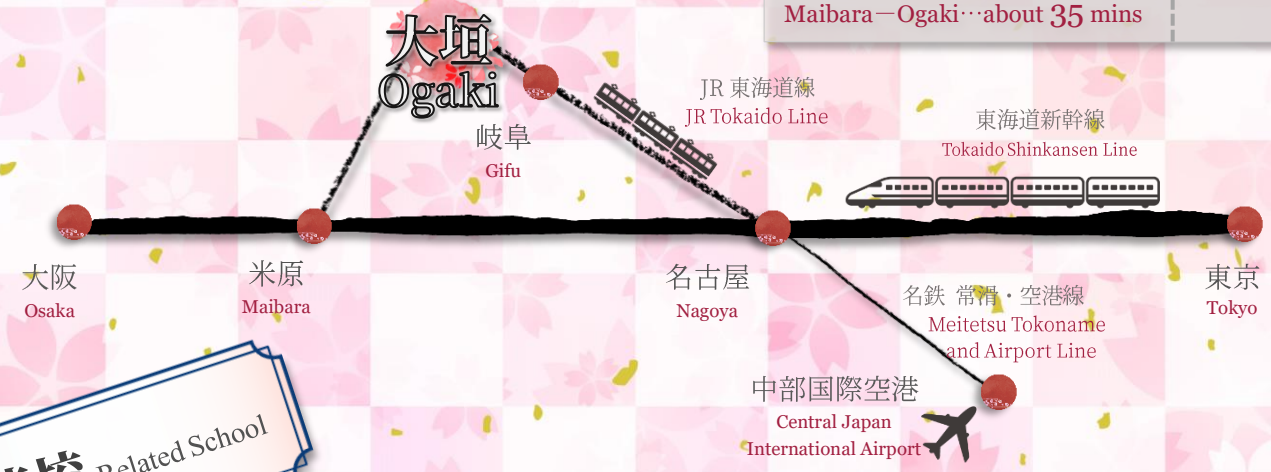 Maibara－Ogaki…about 35 mins
大垣
Ogaki
岐阜
Gifu
JR 東海道線
JR Tokaido Line
東海道新幹線
Tokaido Shinkansen Line
大阪
Osaka
米原
Maibara
名古屋
Nagoya
東京
Tokyo
名鉄 常滑・空港線
Meitetsu Tokoname
and Airport Line
中部国際空港
Central Japan
International Airport
Related School